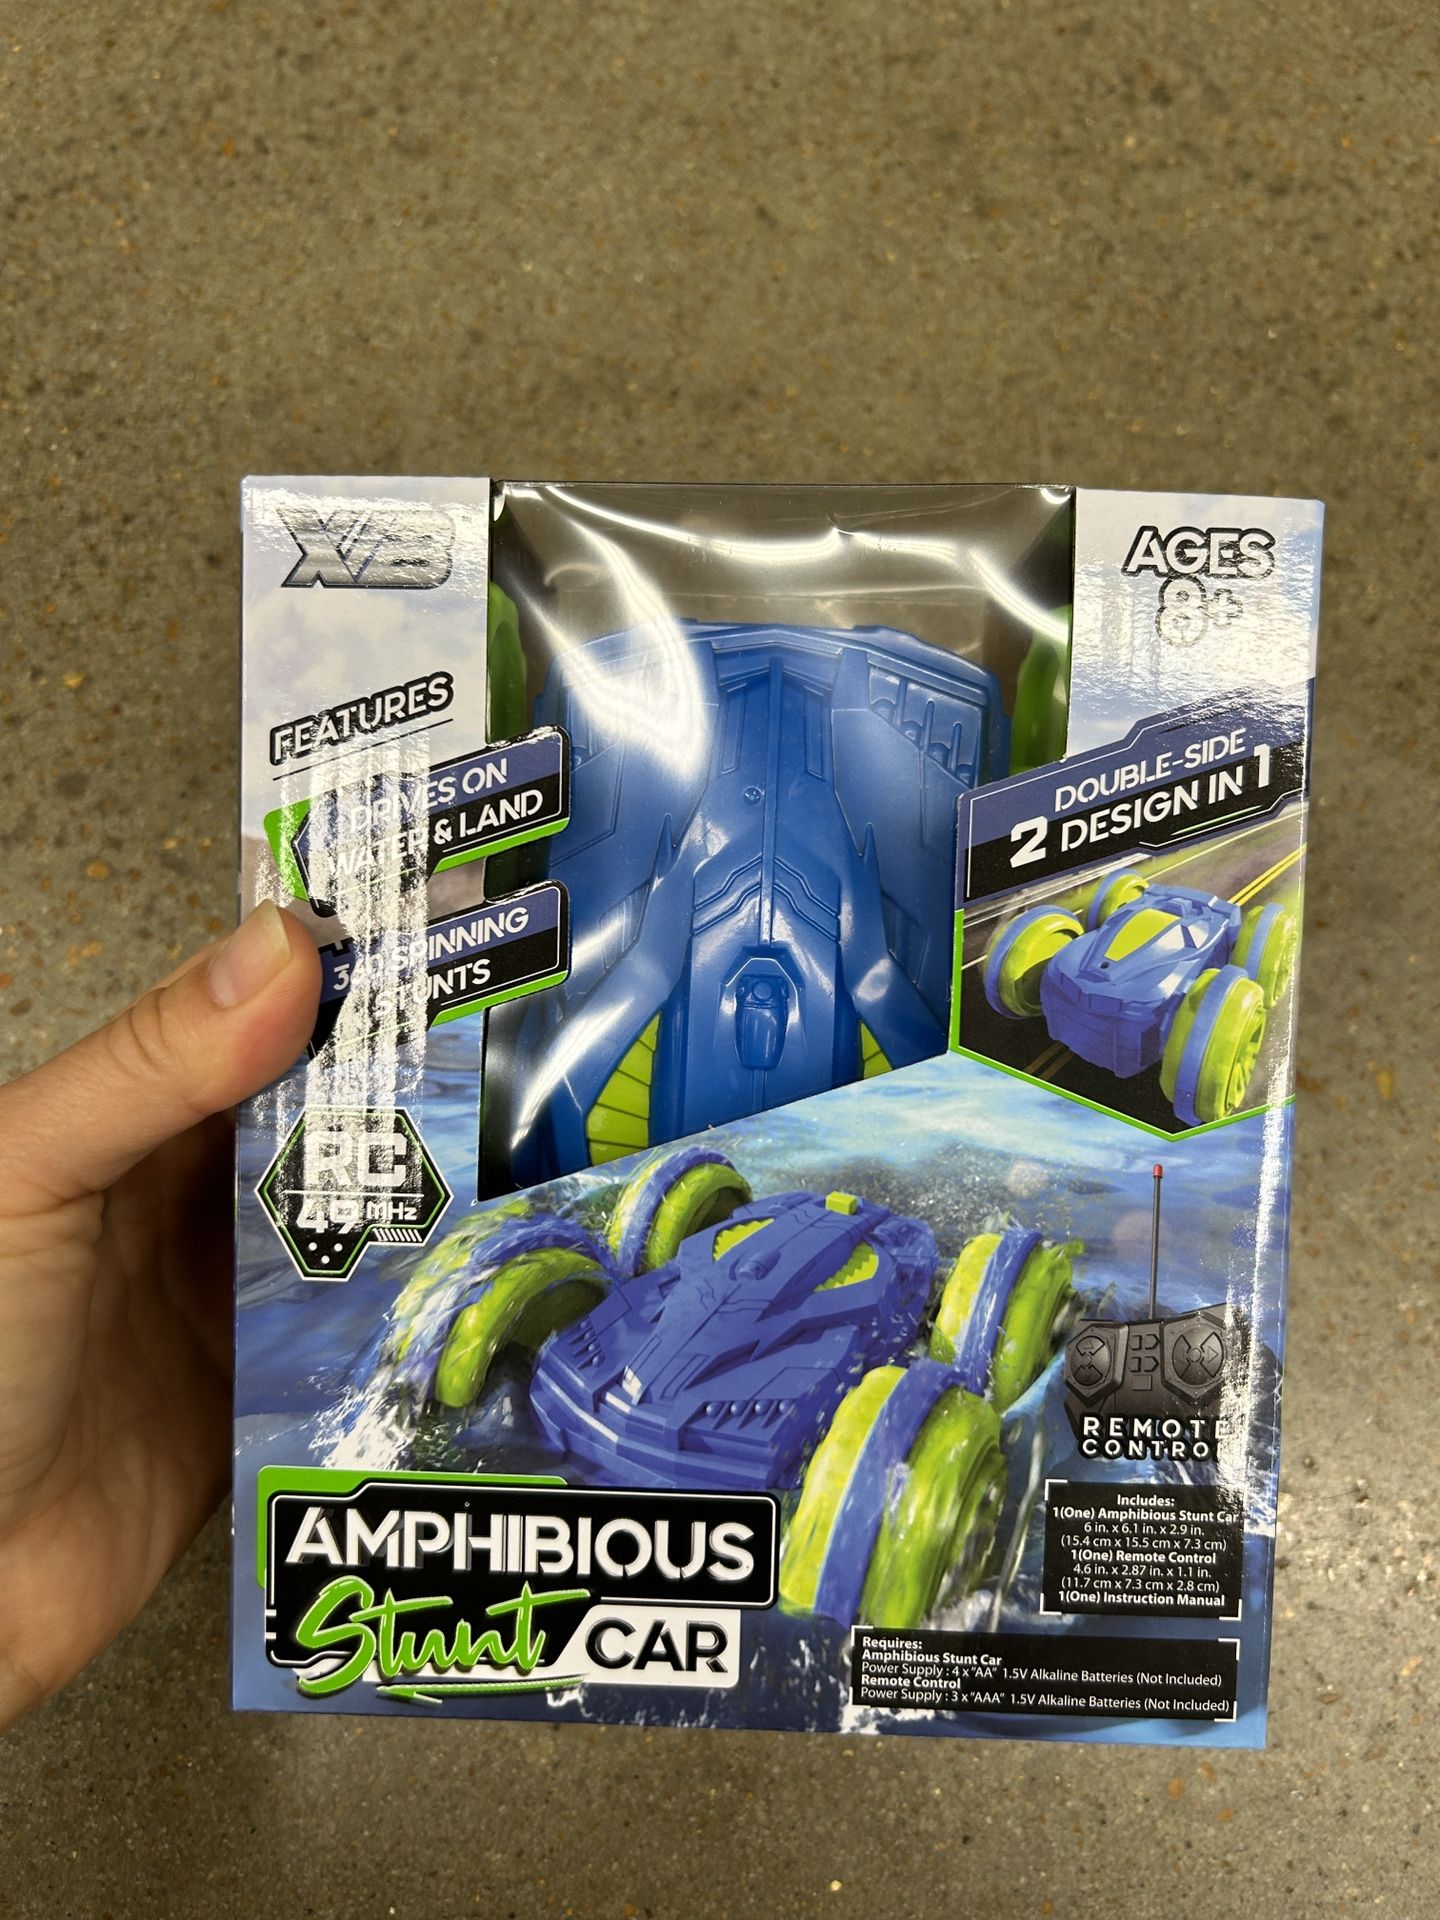 XB
AGES
8+
FEATURES
DRIVES ON
WATER & LAND
360 SPINNING
STUNTS
DOUBLE-SIDE
2 DESIGN IN 1
RC
49 MHz
REMOTE
CONTROL
AMPHIBIOUS
Stunt CAR
Includes:
1(One) Amphibious Stunt Car
6 in. x 6.1 in. x 2.9 in.
(15.4 cm x 15.5 cm x 7.3 cm)
1(One) Remote Control
4.6 in. x 2.87 in. x 1.1 in.
(11.7 cm x 7.3 cm x 2.8 cm)
1(One) Instruction Manual
Requires:
Amphibious Stunt Car
Power Supply : 4 x "AA" 1.5V Alkaline Batteries (Not Included)
Remote Control
Power Supply : 3 x "AAA" 1.5V Alkaline Batteries (Not Included)